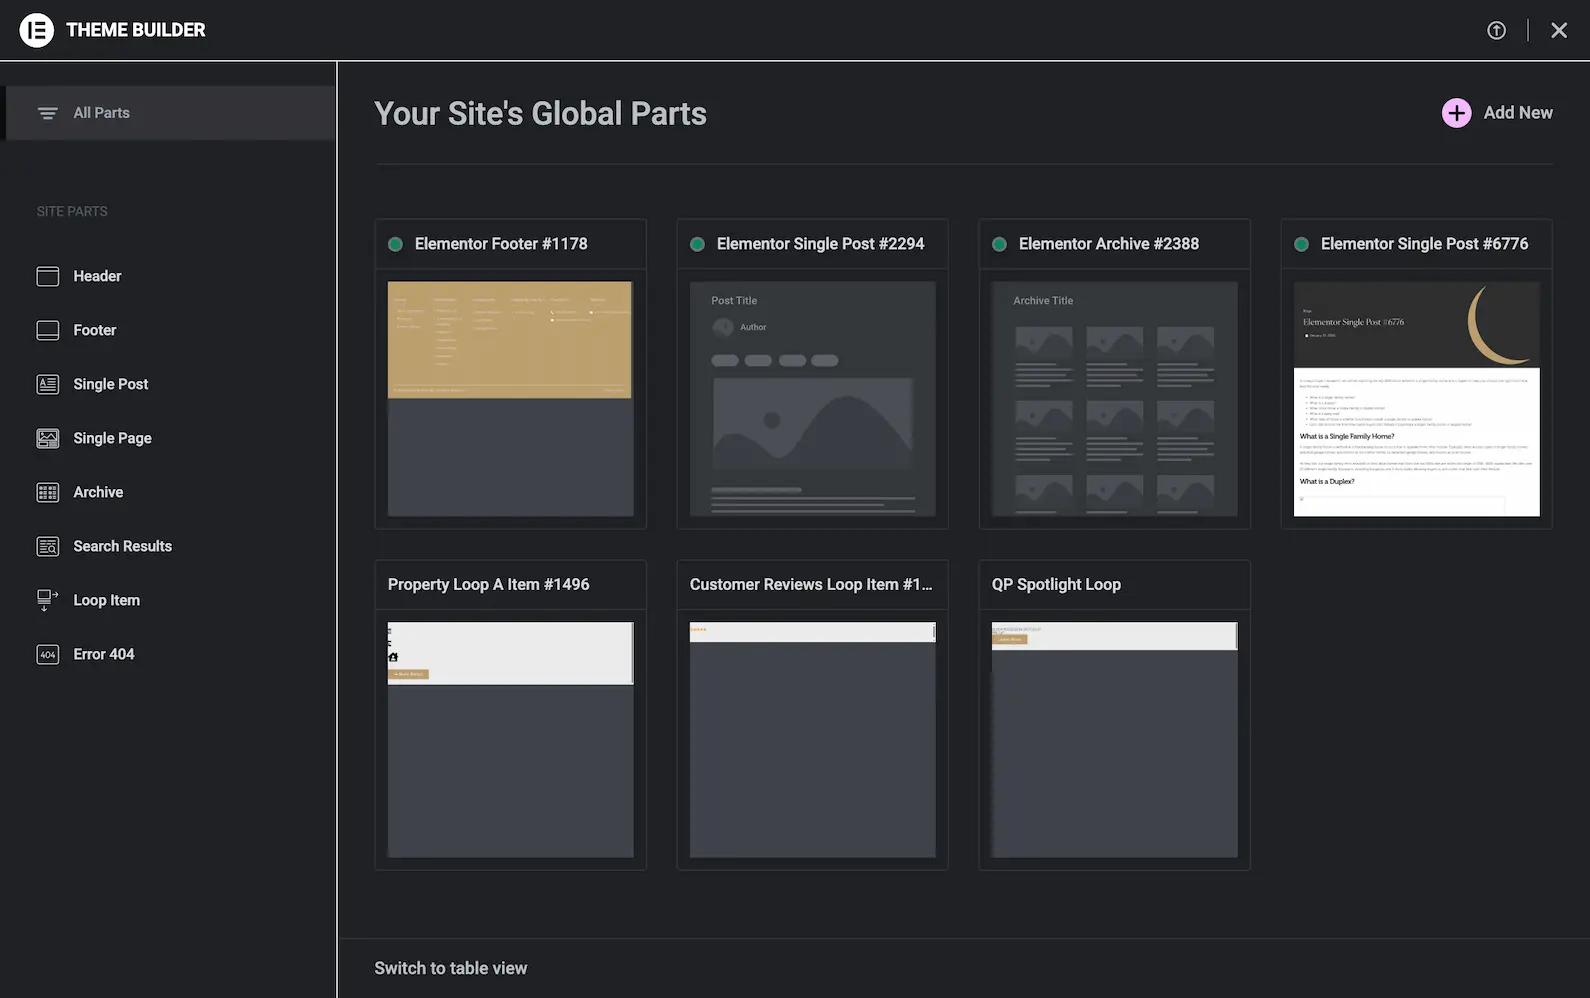 THEME BUILDER
All Parts
Your Site's Global Parts
Add New
SITE PARTS
Header
Footer
Single Post
Single Page
Archive
Search Results
Loop Item
404
Error 404
Elementor Footer #1178
Elementor Single Post #2294
Post Title
Author
Elementor Archive #2388
Archive Title
Elementor Single Post #6776
Elementor Single Post #6776
What is a Single Family Home?
What is a Duplex?
Property Loop A Item #1496
Customer Reviews Loop Item #1...
QP Spotlight Loop
Switch to table view